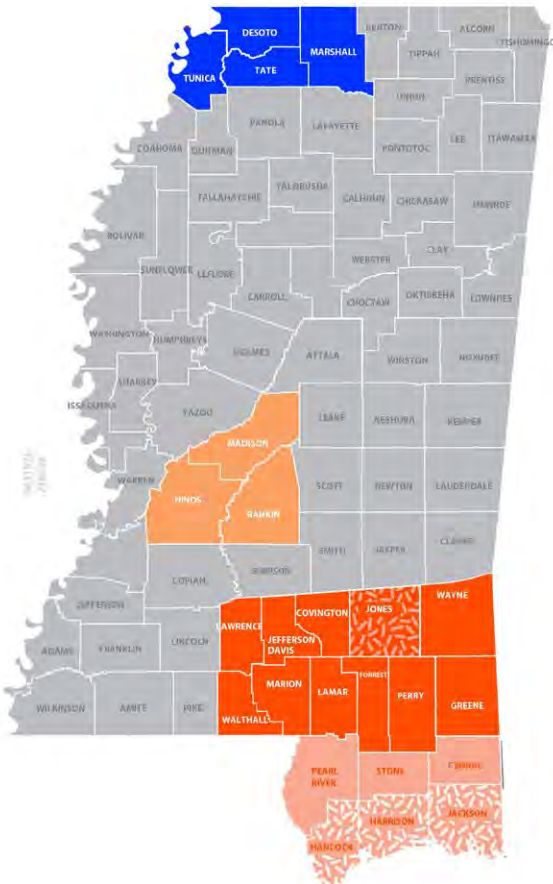 DESOTO
BENTON
ALCORN
TISHOMINGO
MARSHALL
TIPPAH
TUNICA
TATE
PRENTISS
UNION
PANOLA
LAFAYETTE
LEE
ITAWAMBA
COAHOMA
QUITMAN
PONTOTOC
TALLAHATCHIE
YALOBUSHA
CALHOUN
CHICKASAW
MONROE
BOLIVAR
SUNFLOWER
LEFLORE
WEBSTER
CLAY
CARROLL
CHOCTAW
OKTIBBEHA
LOWNDES
WASHINGTON
HUMPHREYS
HOLMES
ATTALA
WINSTON
NOXUBEE
SHARKEY
ISSAQUENA
YAZOO
LEAKE
NESHOBA
KEMPER
MADISON
WARREN
HINDS
RANKIN
SCOTT
NEWTON
LAUDERDALE
COPIAH
SIMPSON
SMITH
JASPER
CLARKE
JEFFERSON
LAWRENCE
COVINGTON
JONES
WAYNE
ADAMS
FRANKLIN
LINCOLN
JEFFERSON
DAVIS
MARION
LAMAR
FORREST
PERRY
GREENE
WILKINSON
AMITE
PIKE
WALTHALL
PEARL
RIVER
STONE
GEORGE
HANCOCK
HARRISON
JACKSON